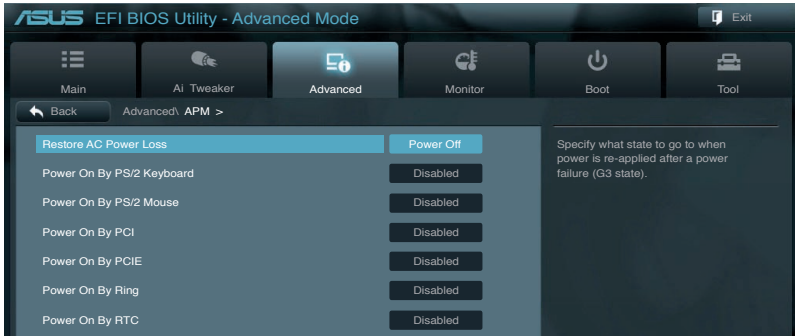 ASUS EFI BIOS Utility - Advanced Mode
Exit
Main
Ai Tweaker
Advanced
Monitor
Boot
Tool
Back
Advanced\ APM >
Restore AC Power Loss
Power Off
Power On By PS/2 Keyboard
Disabled
Power On By PS/2 Mouse
Disabled
Power On By PCI
Disabled
Power On By PCIE
Disabled
Power On By Ring
Disabled
Power On By RTC
Disabled
Specify what state to go to when
power is re-applied after a power
failure (G3 state).